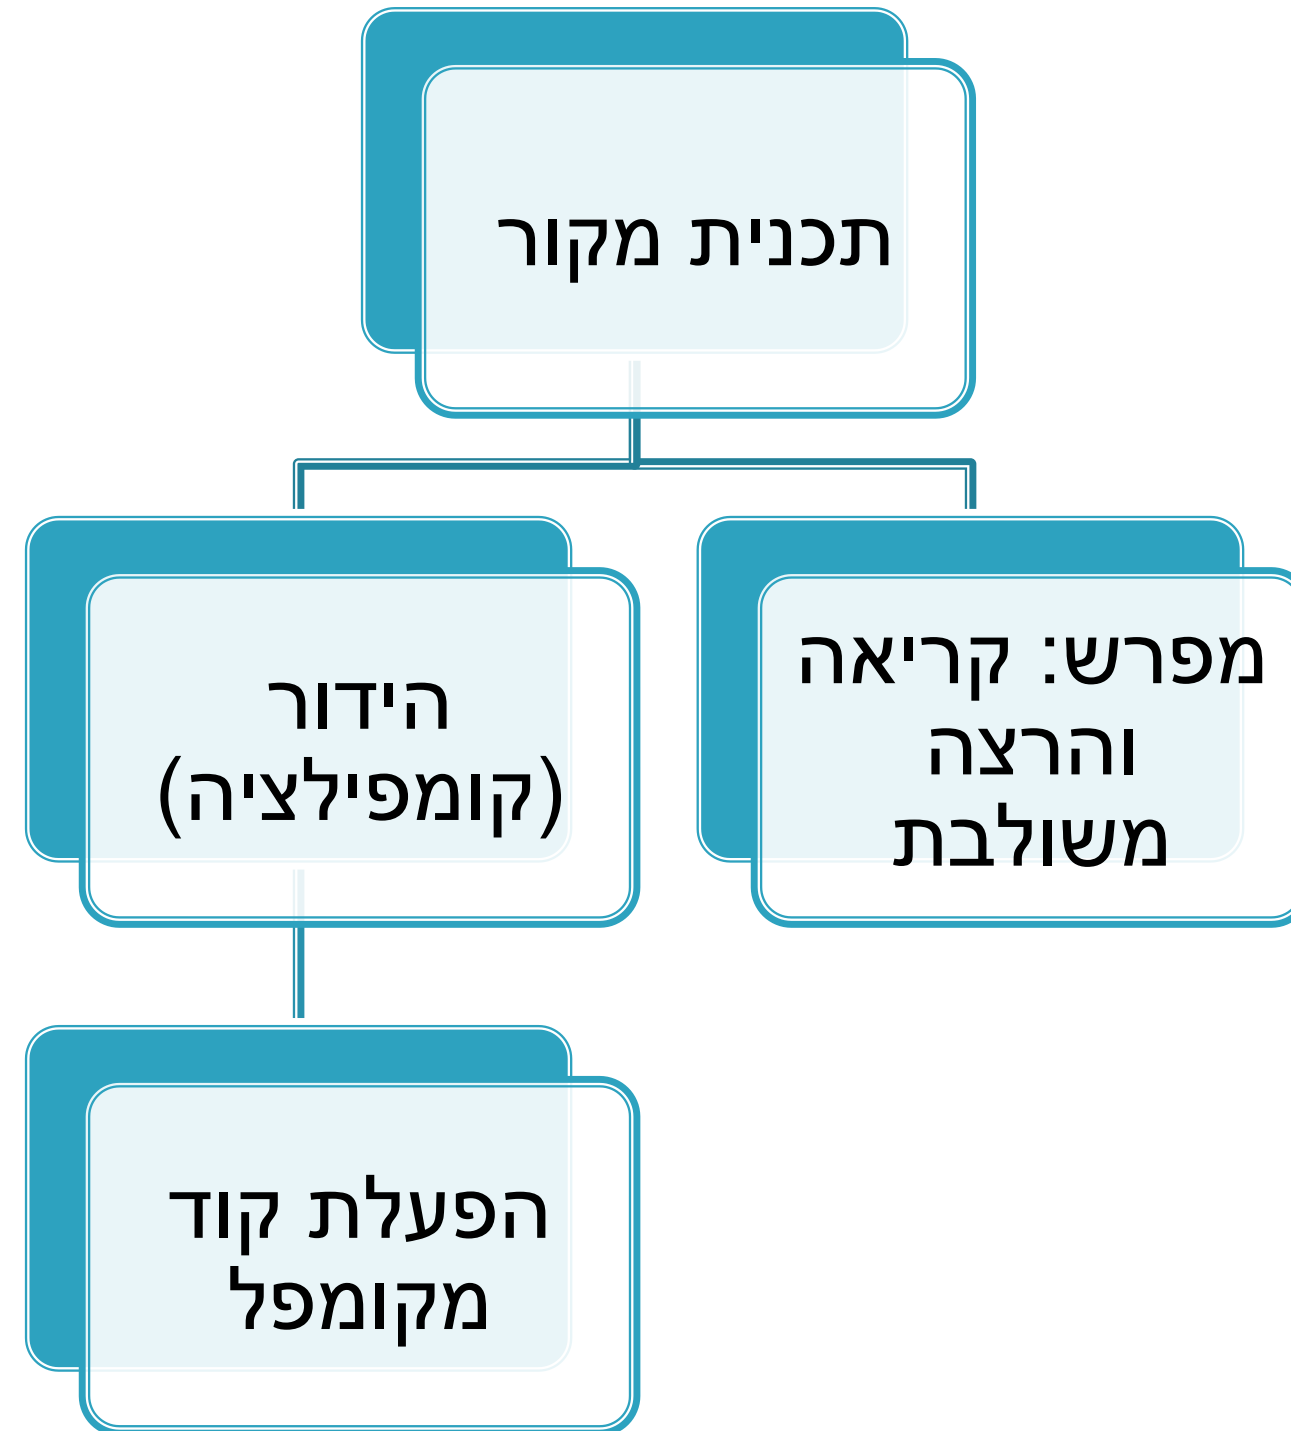 תכנית מקור
מפרש: קריאה
והרצה
משולבת
הידור
(קומפילציה)
הפעלת קוד
מקומפל